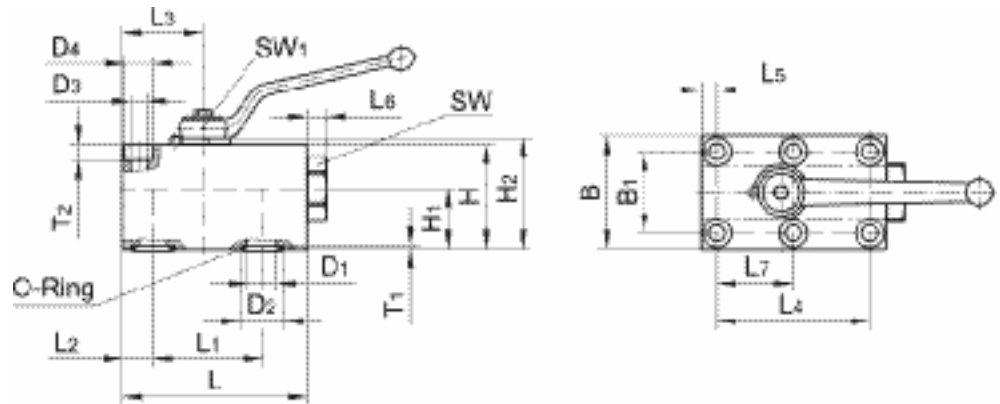 L3
D4
SW1
D3
L6
SW
T2
H1
H
H2
O-Ring
D1
D2
T1
L2
L1
L
L5
B
B1
L7
L4